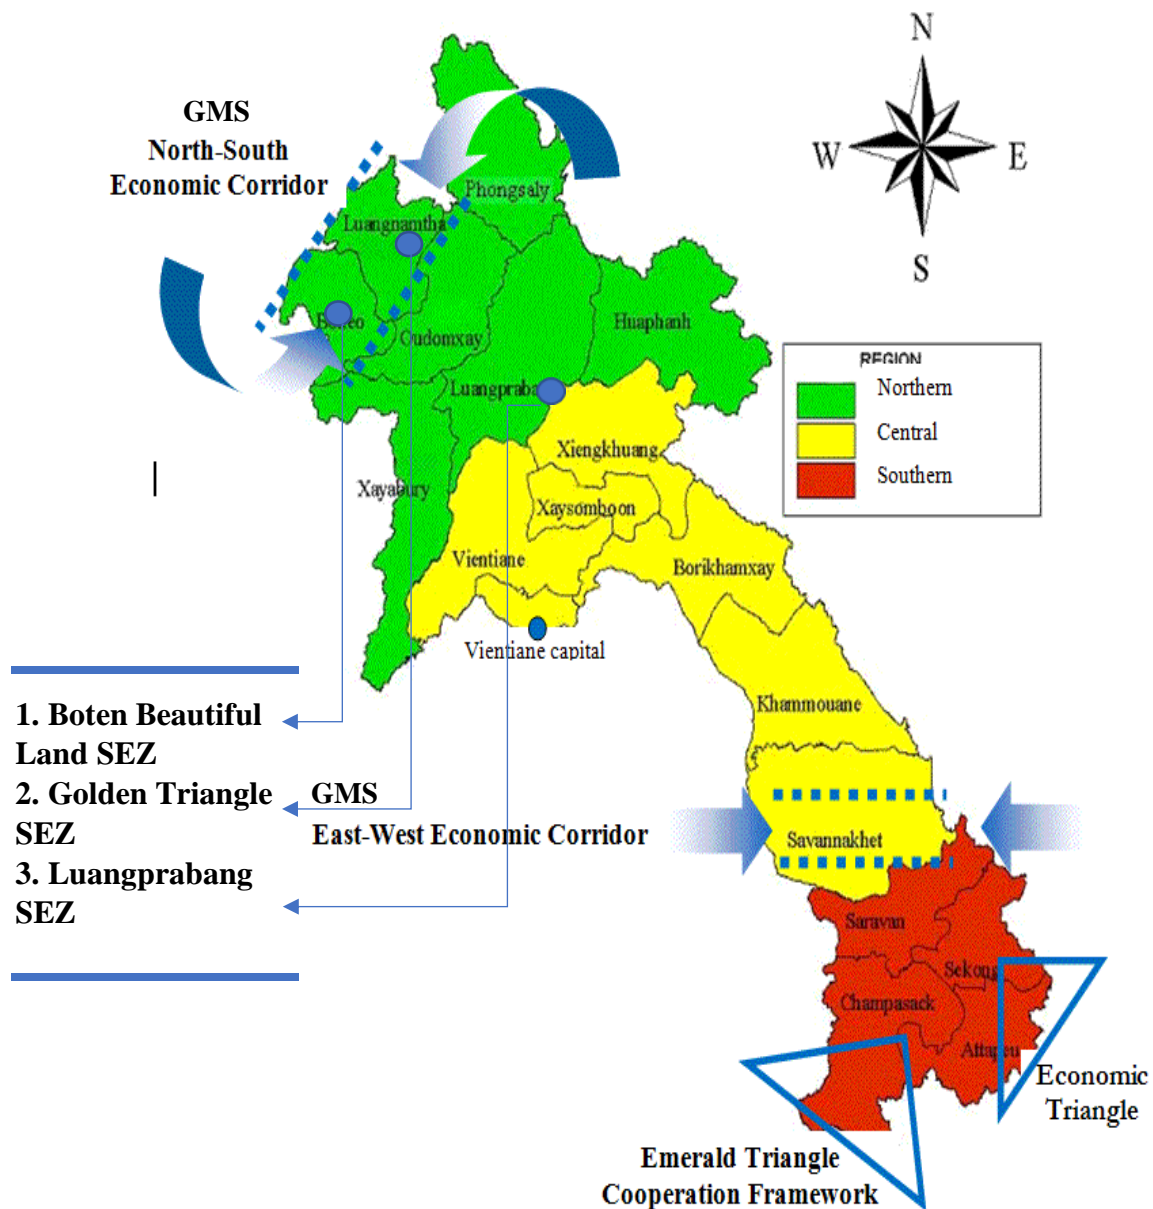 N
W
E
S
GMS
North-South
Economic Corridor
Phongsaly
Luangnamtha
Oudomxay
Huaphanh
REGION
Northern
Central
Southern
Xiengkhuang
Xayabury
Xaysomboon
Vientiane
Borikhamxay
Vientiane capital
Khammouane
1. Boten Beautiful
Land SEZ
2. Golden Triangle
SEZ
3. Luangprabang
SEZ
GMS
East-West Economic Corridor
Savannakhet
Saravan
Sekong
Champasack
Attapeu
Economic
Triangle
Emerald Triangle
Cooperation Framework